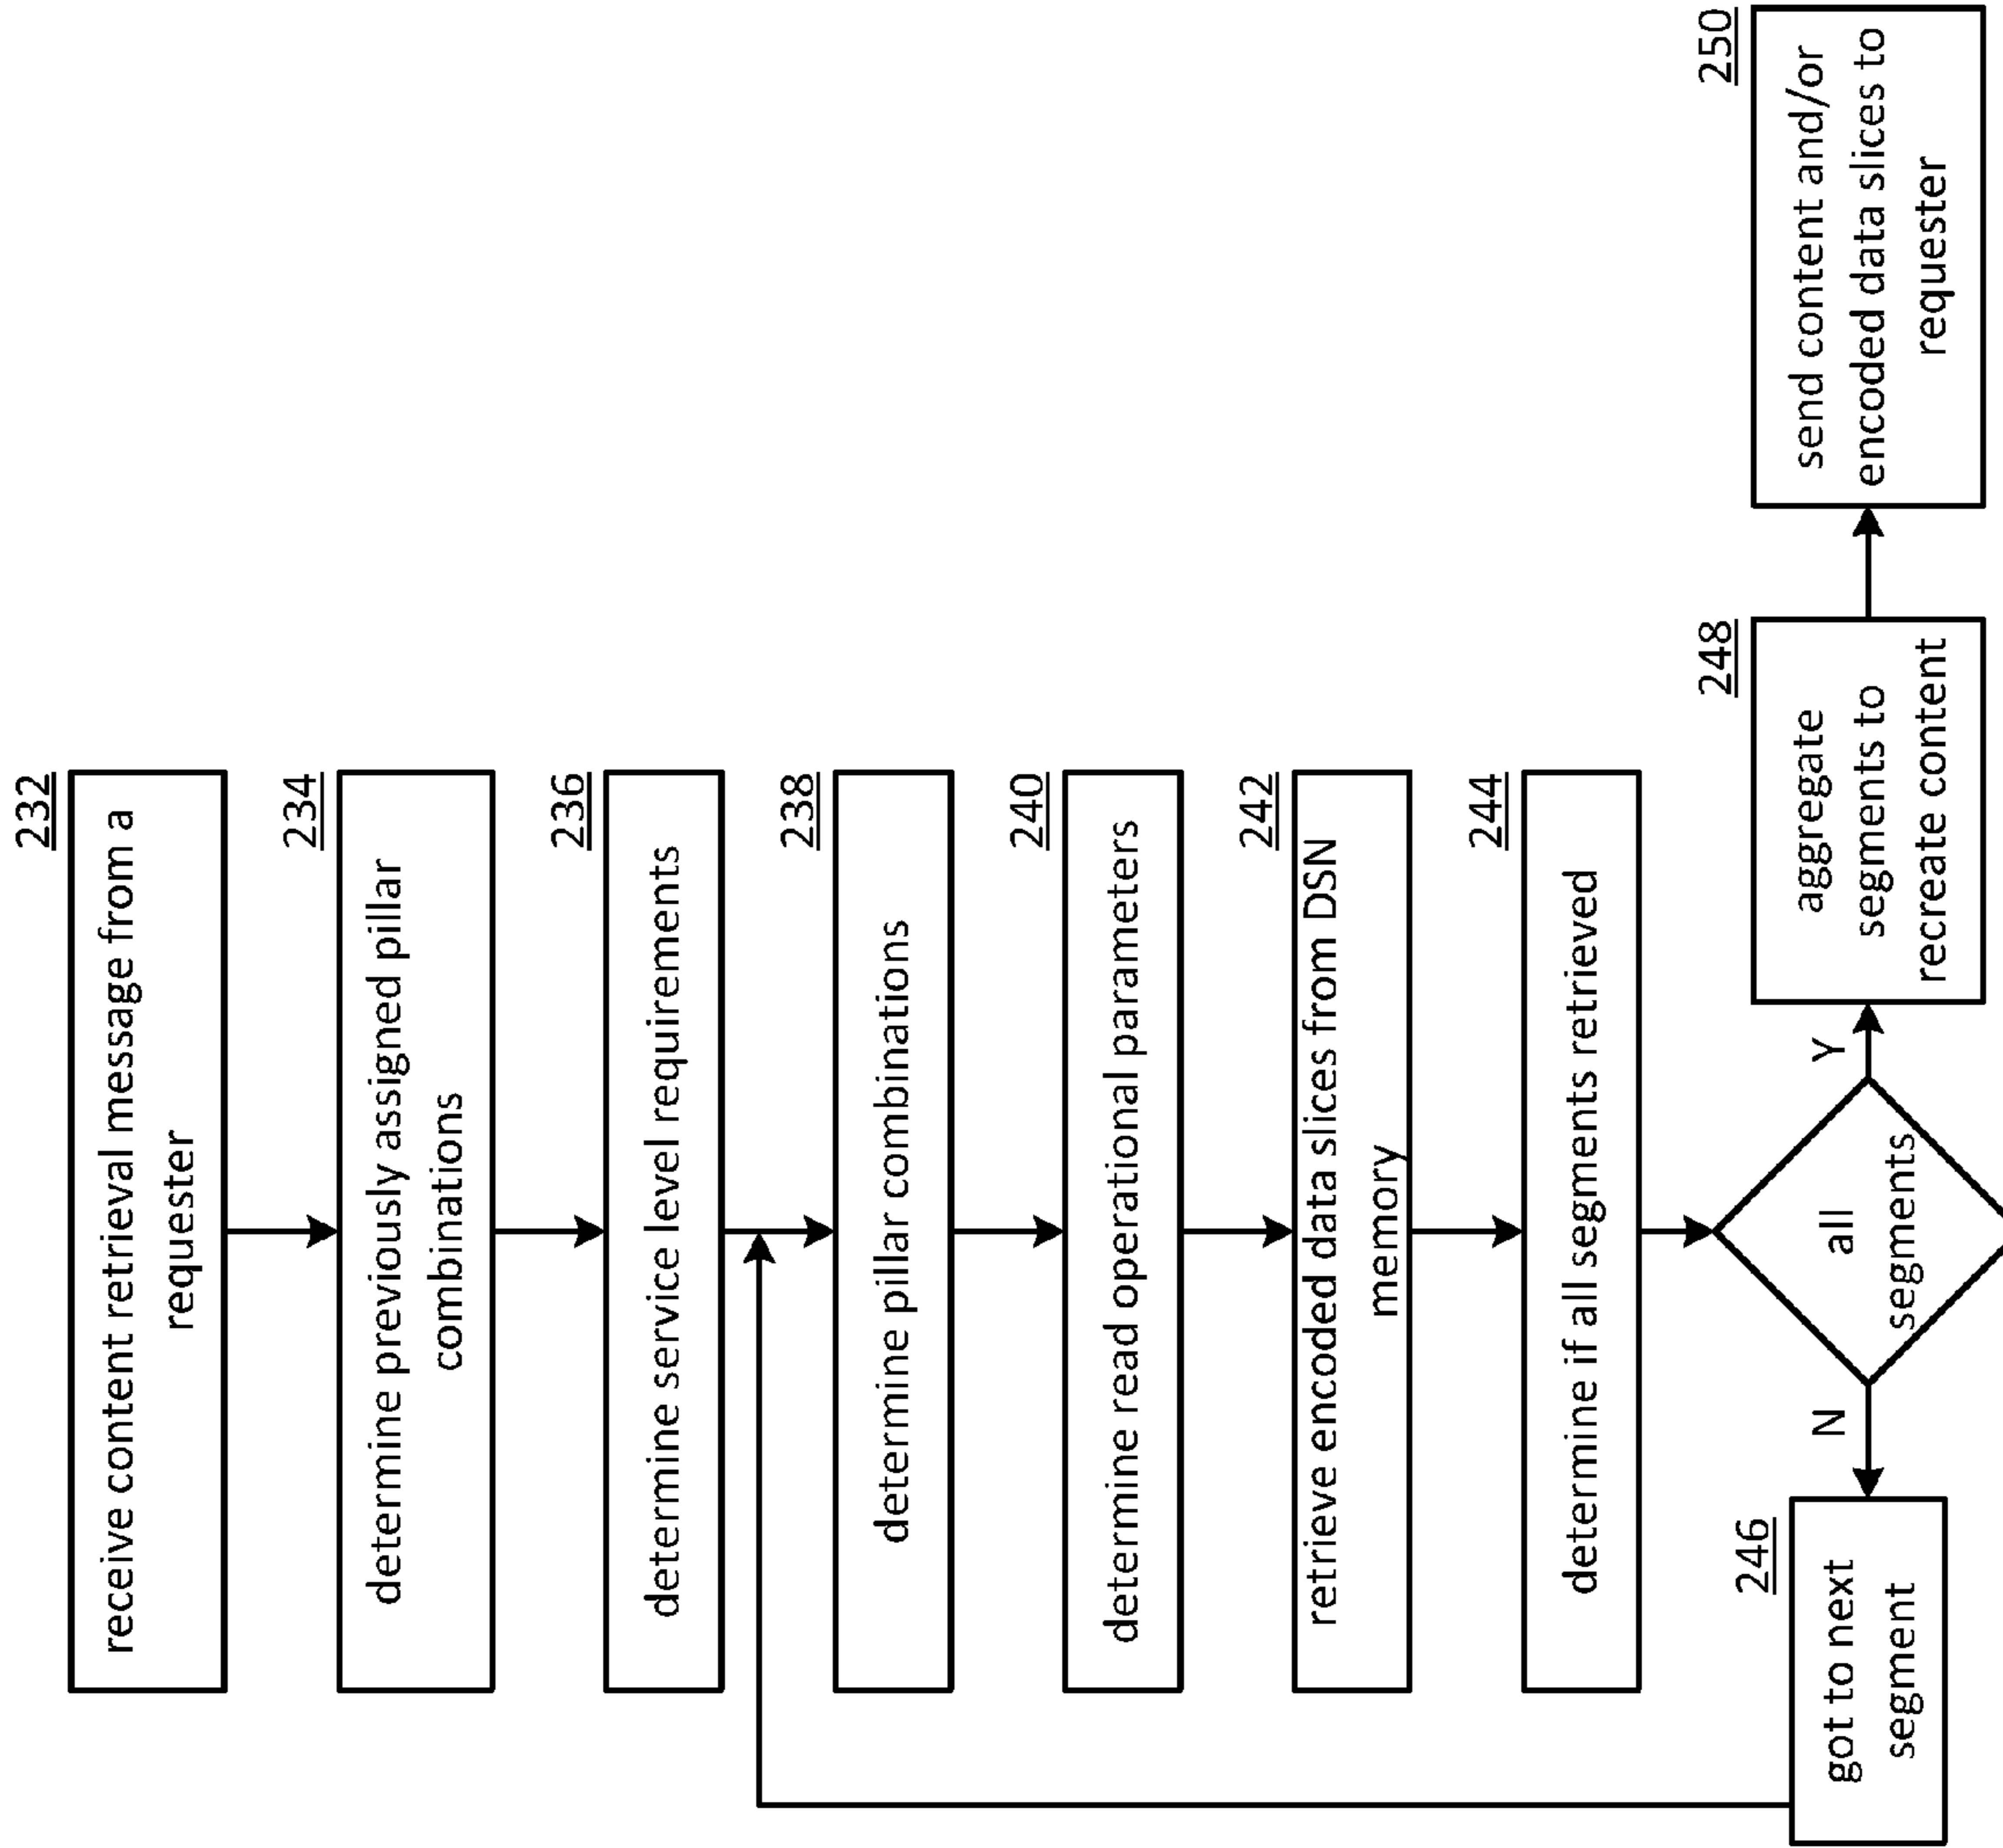 232
receive content retrieval message from a
requester
234
determine previously assigned pillar
combinations
236
determine service level requirements
238
determine pillar combinations
240
determine read operational parameters
242
retrieve encoded data slices from DSN
memory
244
determine if all segments retrieved
all
segments
N
Y
246
got to next
segment
248
aggregate
segments to
recreate content
250
send content and/or
encoded data slices to
requester